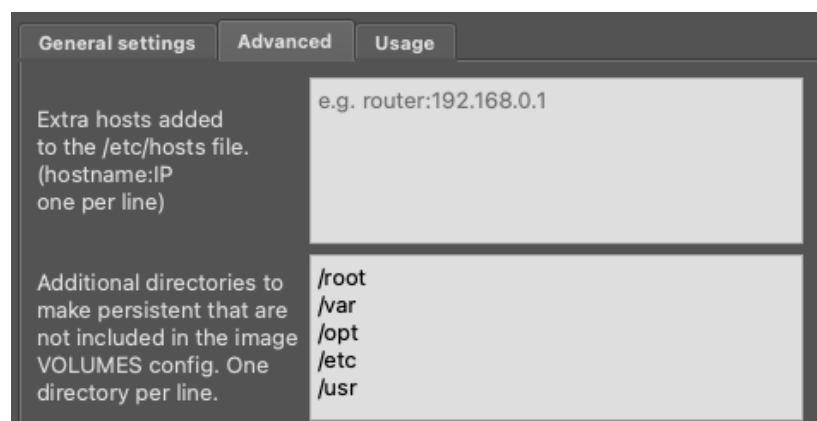 General settings
Advanced
Usage
Extra hosts added
to the /etc/hosts file.
(hostname:IP
one per line)
e.g. router:192.168.0.1
Additional directories to
make persistent that are
not included in the image
VOLUMES config. One
directory per line.
/root
/var
/opt
/etc
/usr